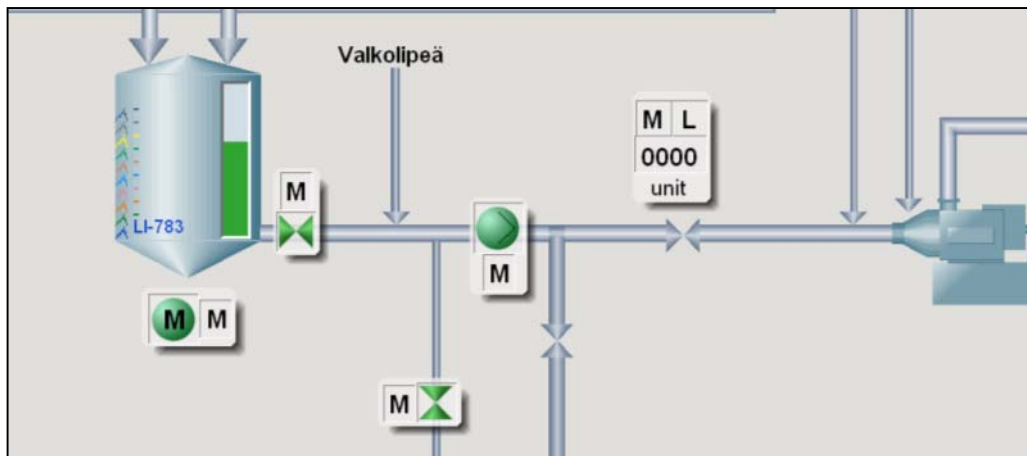 Valkolipeä
M L
0000
unit
M
LI-783
M
M M
M